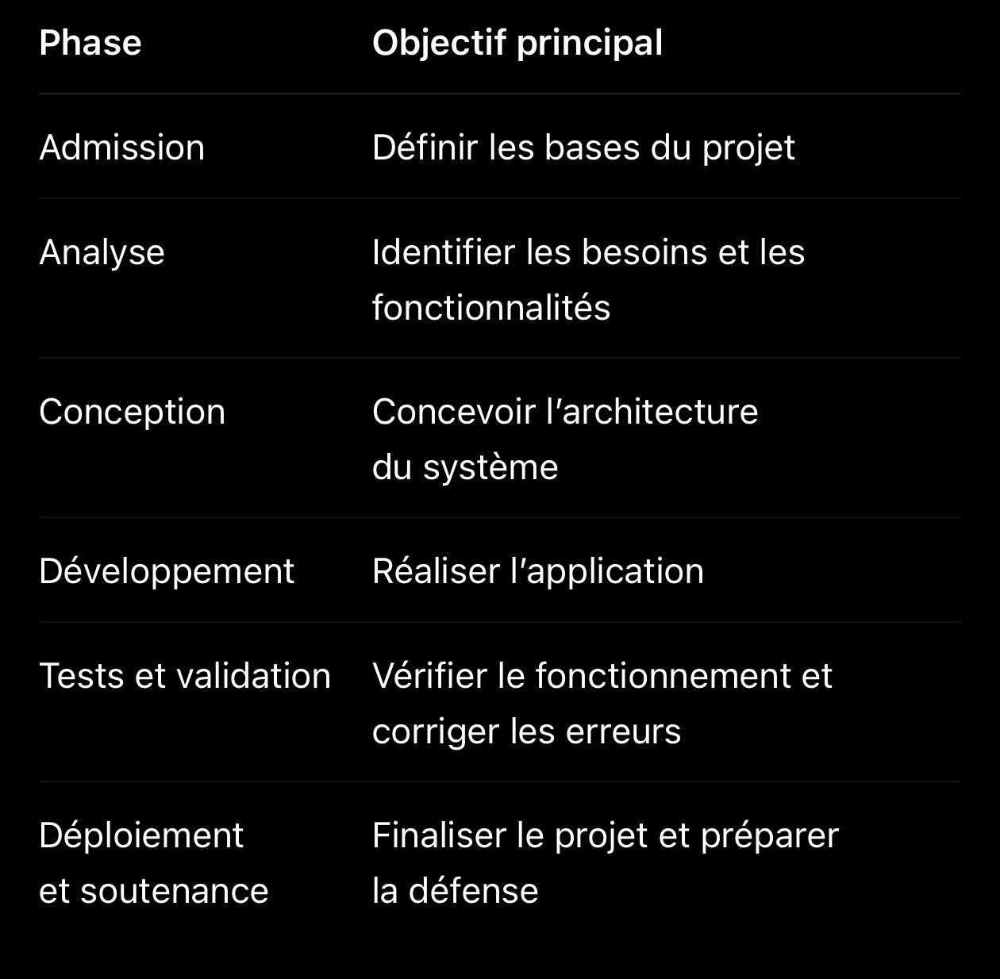 Phase Objectif principal
Admission Définir les bases du projet
Analyse Identifier les besoins et les
fonctionnalités
Conception Concevoir l’architecture
du système
Développement Réaliser l’application
Tests et validation Vérifier le fonctionnement et
corriger les erreurs
Déploiement Finaliser le projet et préparer
et soutenance la défense